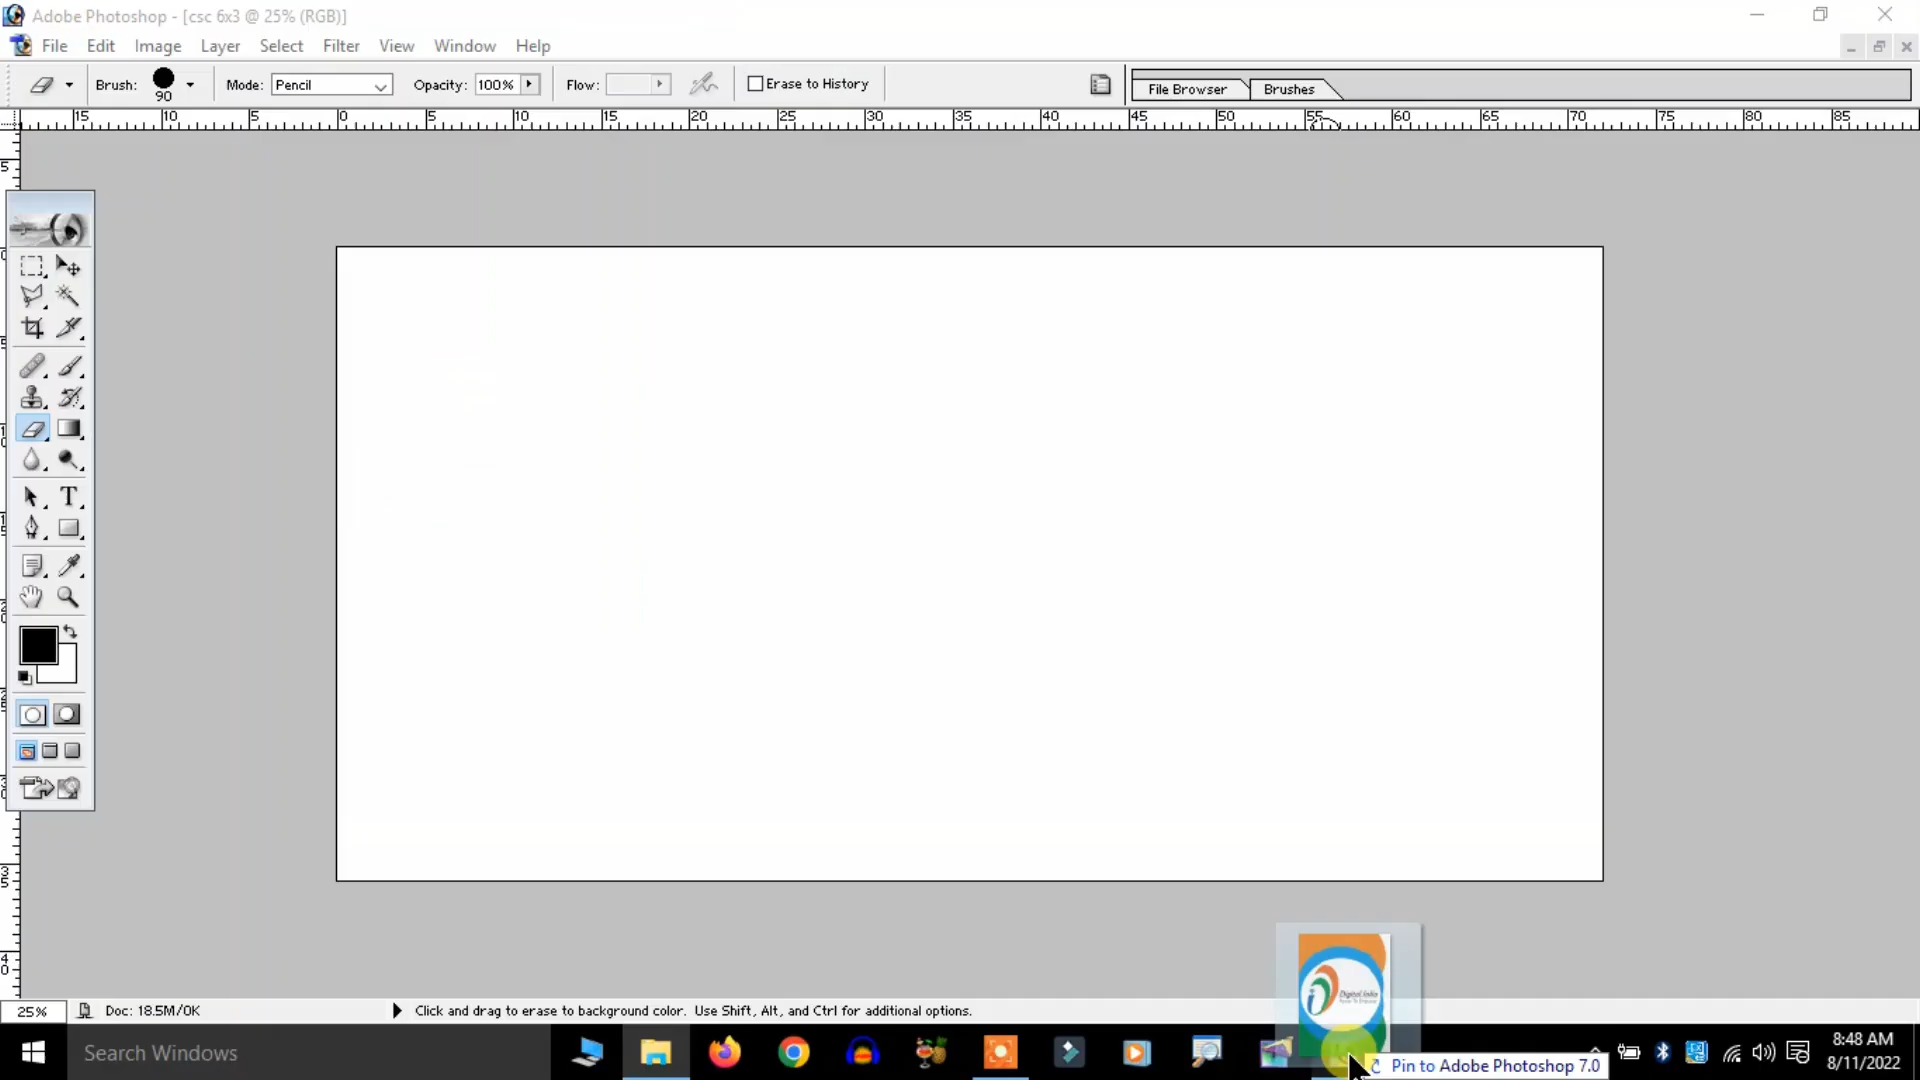 Adobe Photoshop - [csc 6x3 @ 25% (RGB)]
File Edit Image Layer Select Filter View Window Help
Brush: 90 Mode: Pencil Opacity: 100% Flow: Erase to History File Browser Brushes
15 10 5 0 5 10 15 20 25 30 35 40 45 50 55 60 65 70 75 80 85
T
Digital India
25% Doc: 18.5M/0K Click and drag to erase to background color. Use Shift, Alt, and Ctrl for additional options.
Search Windows
Pin to Adobe Photoshop 7.0
8:48 AM
8/11/2022